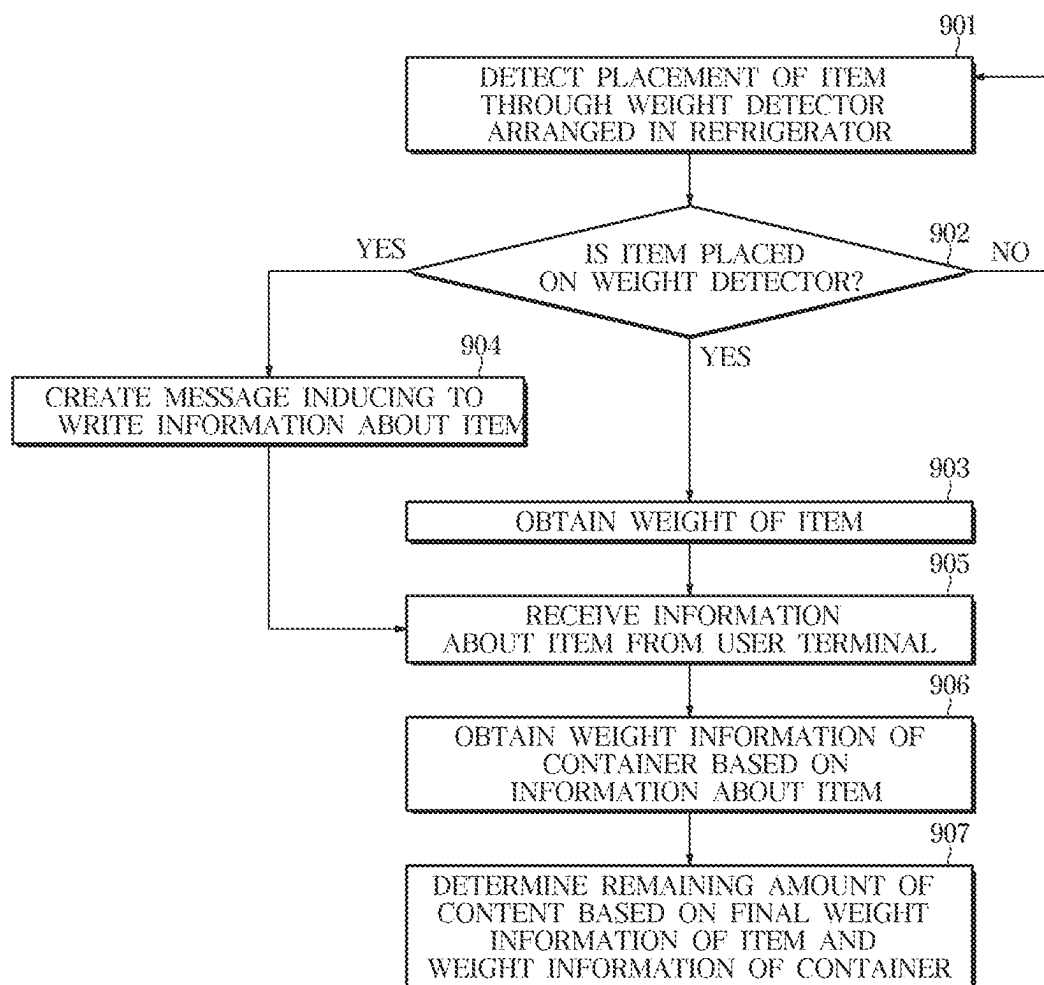 901
DETECT PLACEMENT OF ITEM
THROUGH WEIGHT DETECTOR
ARRANGED IN REFRIGERATOR
902
YES
IS ITEM PLACED
ON WEIGHT DETECTOR?
NO
YES
904
CREATE MESSAGE INDUCING TO
WRITE INFORMATION ABOUT ITEM
903
OBTAIN WEIGHT OF ITEM
905
RECEIVE INFORMATION
ABOUT ITEM FROM USER TERMINAL
906
OBTAIN WEIGHT INFORMATION OF
CONTAINER BASED ON
INFORMATION ABOUT ITEM
907
DETERMINE REMAINING AMOUNT OF
CONTENT BASED ON FINAL WEIGHT
INFORMATION OF ITEM AND
WEIGHT INFORMATION OF CONTAINER